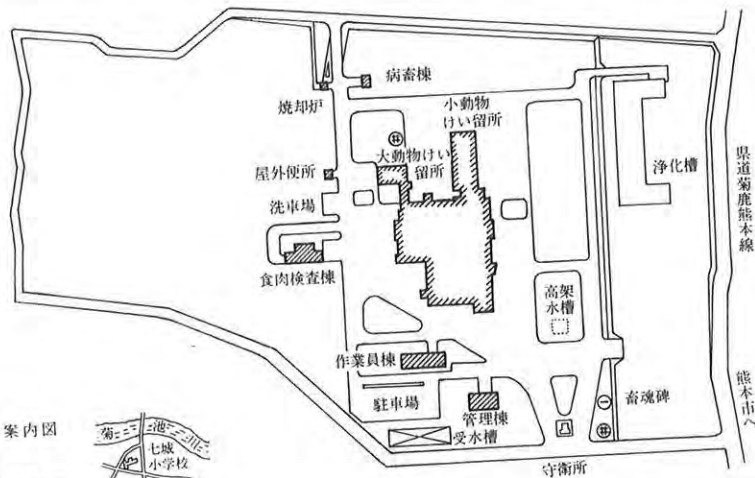 病畜棟
焼却炉
小動物
けい留所
大動物けい
留所
屋外便所
洗車場
食肉検査棟
浄化槽
県道菊鹿熊本線
高架
水槽
作業員棟
駐車場
管理棟
受水槽
畜魂碑
熊本市へ
守衛所
案内図
菊池川
七城
小学校